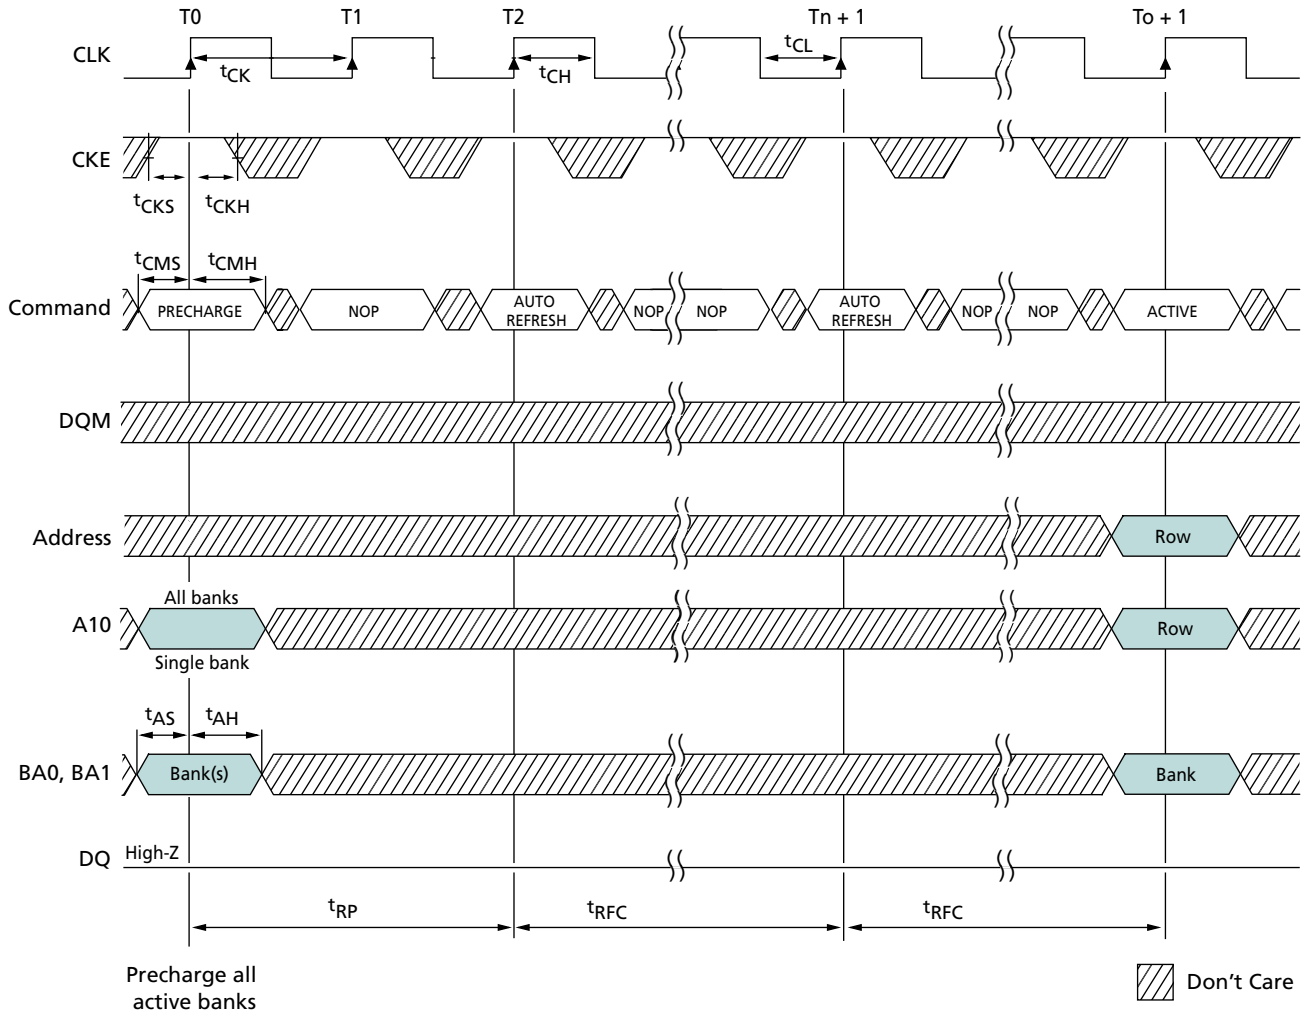 T0 T1 T2 Tn + 1 To + 1
CLK
tCK tCH tCL
CKE
tCKS tCKH
tCMS tCMH
Command PRECHARGE NOP AUTO REFRESH NOP NOP AUTO REFRESH NOP NOP ACTIVE
DQM
Address Row
All banks
A10 Row
Single bank
tAS tAH
BA0, BA1 Bank(s) Bank
DQ High-Z
tRP tRFC tRFC
Precharge all
active banks
Don't Care